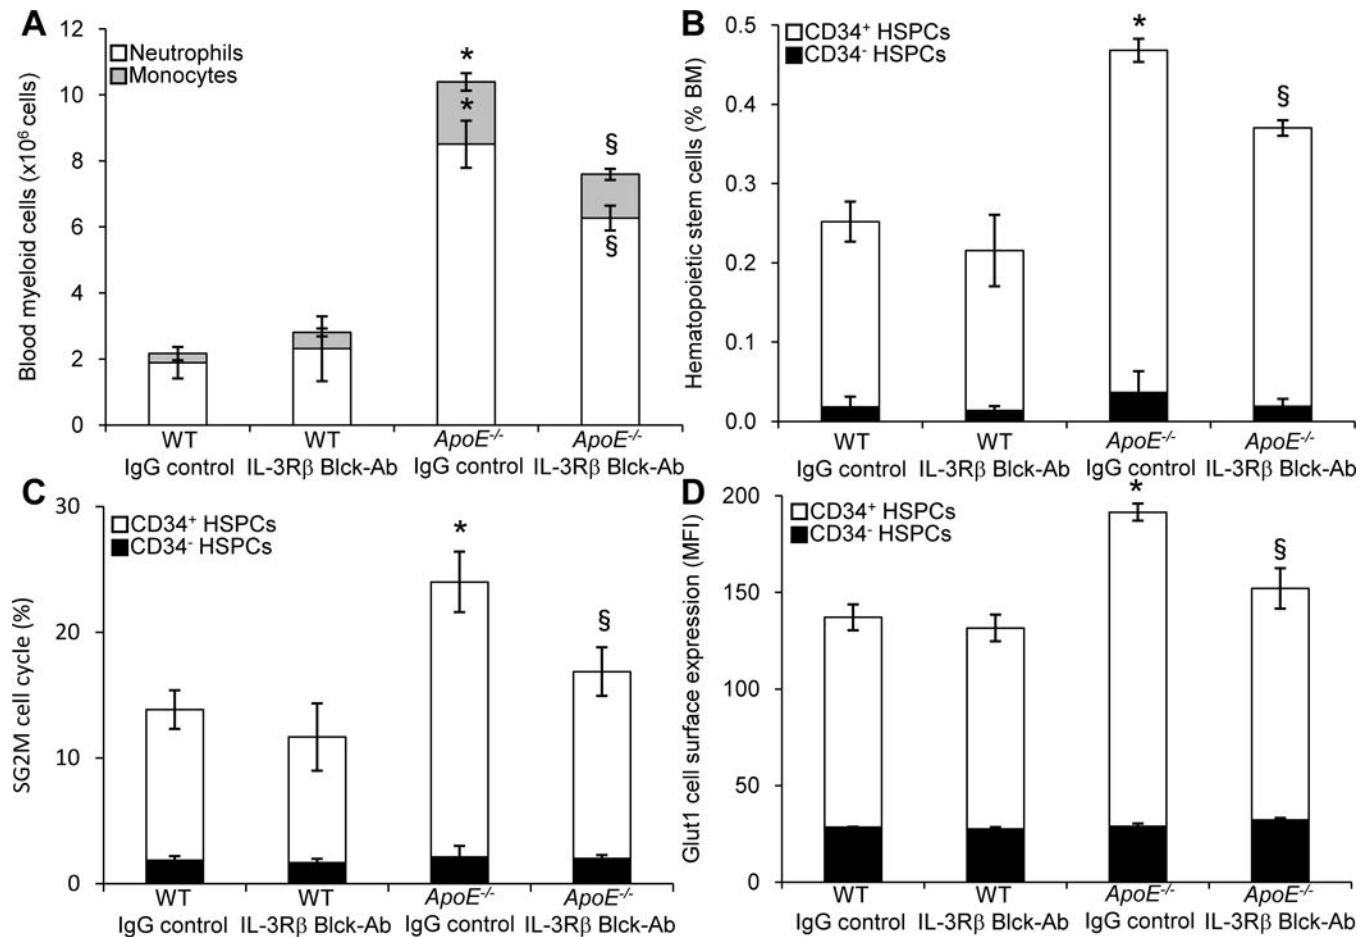 A
Blood myeloid cells (x10⁶ cells)
12
10
8
6
4
2
0
Neutrophils
Monocytes
*
*
§
§
WT
IgG control
WT
IL-3Rβ Blck-Ab
ApoE⁻/⁻
IgG control
ApoE⁻/⁻
IL-3Rβ Blck-Ab
B
Hematopoietic stem cells (% BM)
0.5
0.4
0.3
0.2
0.1
0.0
CD34⁺ HSPCs
CD34⁻ HSPCs
*
§
WT
IgG control
WT
IL-3Rβ Blck-Ab
ApoE⁻/⁻
IgG control
ApoE⁻/⁻
IL-3Rβ Blck-Ab
C
SG2M cell cycle (%)
30
20
10
0
CD34⁺ HSPCs
CD34⁻ HSPCs
*
§
WT
IgG control
WT
IL-3Rβ Blck-Ab
ApoE⁻/⁻
IgG control
ApoE⁻/⁻
IL-3Rβ Blck-Ab
D
Glut1 cell surface expression (MFI)
200
150
100
50
0
CD34⁺ HSPCs
CD34⁻ HSPCs
*
§
WT
IgG control
WT
IL-3Rβ Blck-Ab
ApoE⁻/⁻
IgG control
ApoE⁻/⁻
IL-3Rβ Blck-Ab